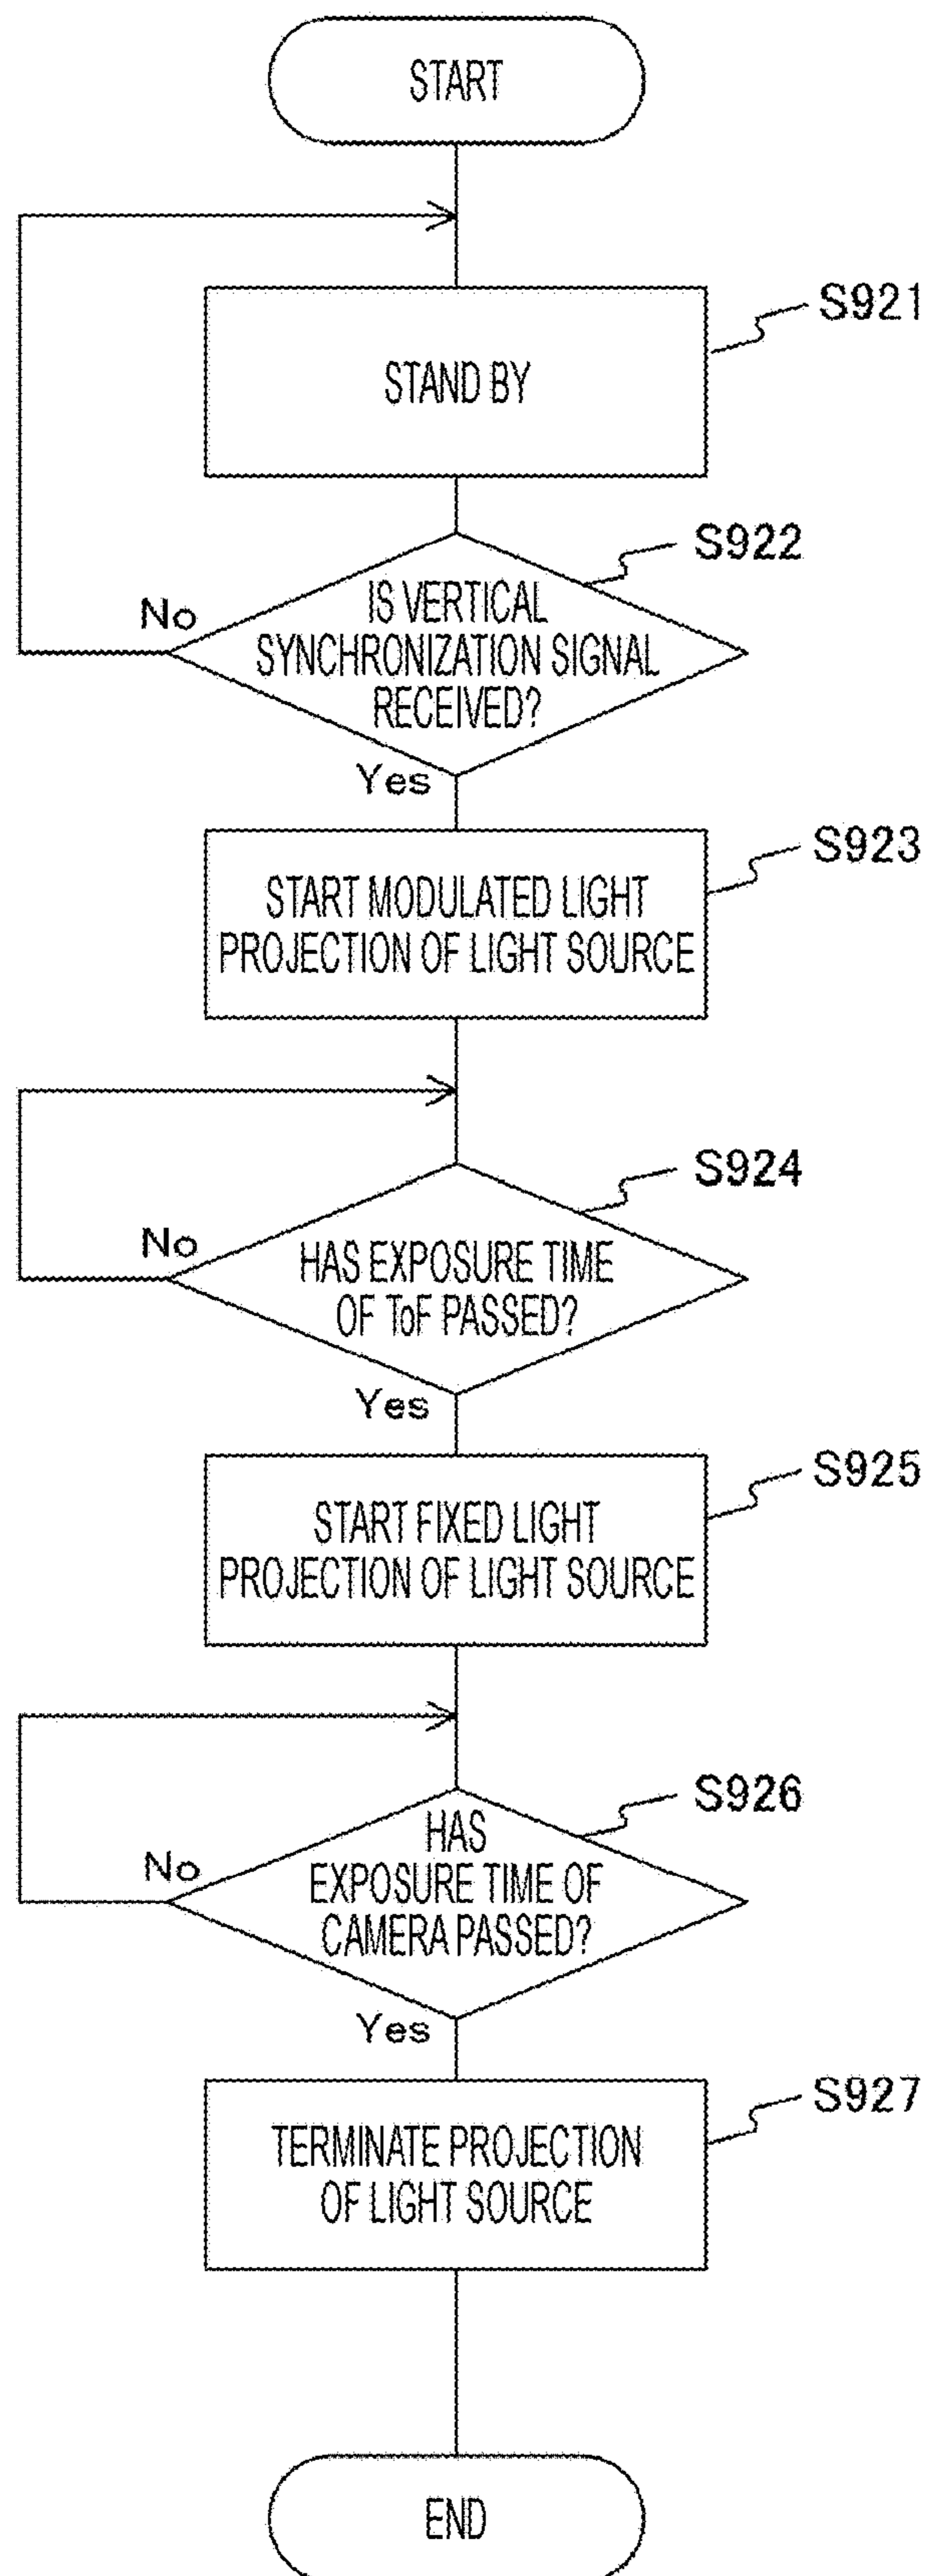 START
S921
STAND BY
S922
No
IS VERTICAL
SYNCHRONIZATION SIGNAL
RECEIVED?
Yes
S923
START MODULATED LIGHT
PROJECTION OF LIGHT SOURCE
S924
No
HAS EXPOSURE TIME
OF ToF PASSED?
Yes
S925
START FIXED LIGHT
PROJECTION OF LIGHT SOURCE
S926
HAS
No
EXPOSURE TIME OF
CAMERA PASSED?
Yes
S927
TERMINATE PROJECTION
OF LIGHT SOURCE
END